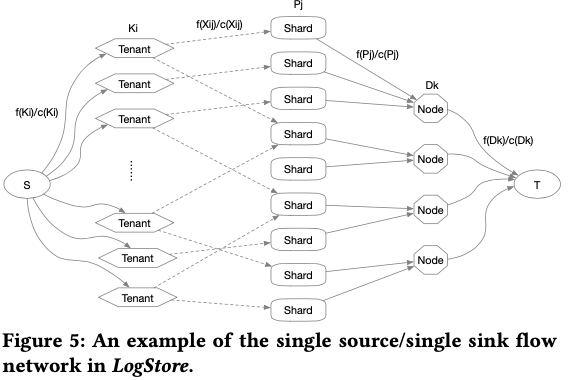 Ki
f(Xij)/c(Xij)
Pj
Tenant
Shard
f(Pj)/c(Pj)
Tenant
Shard
Dk
f(Ki)/c(Ki)
Tenant
Shard
Node
Shard
f(Dk)/c(Dk)
Node
......
Shard
S
T
Shard
Node
Tenant
Shard
Tenant
Node
Shard
Tenant
Shard
Figure 5: An example of the single source/single sink flow
network in LogStore.